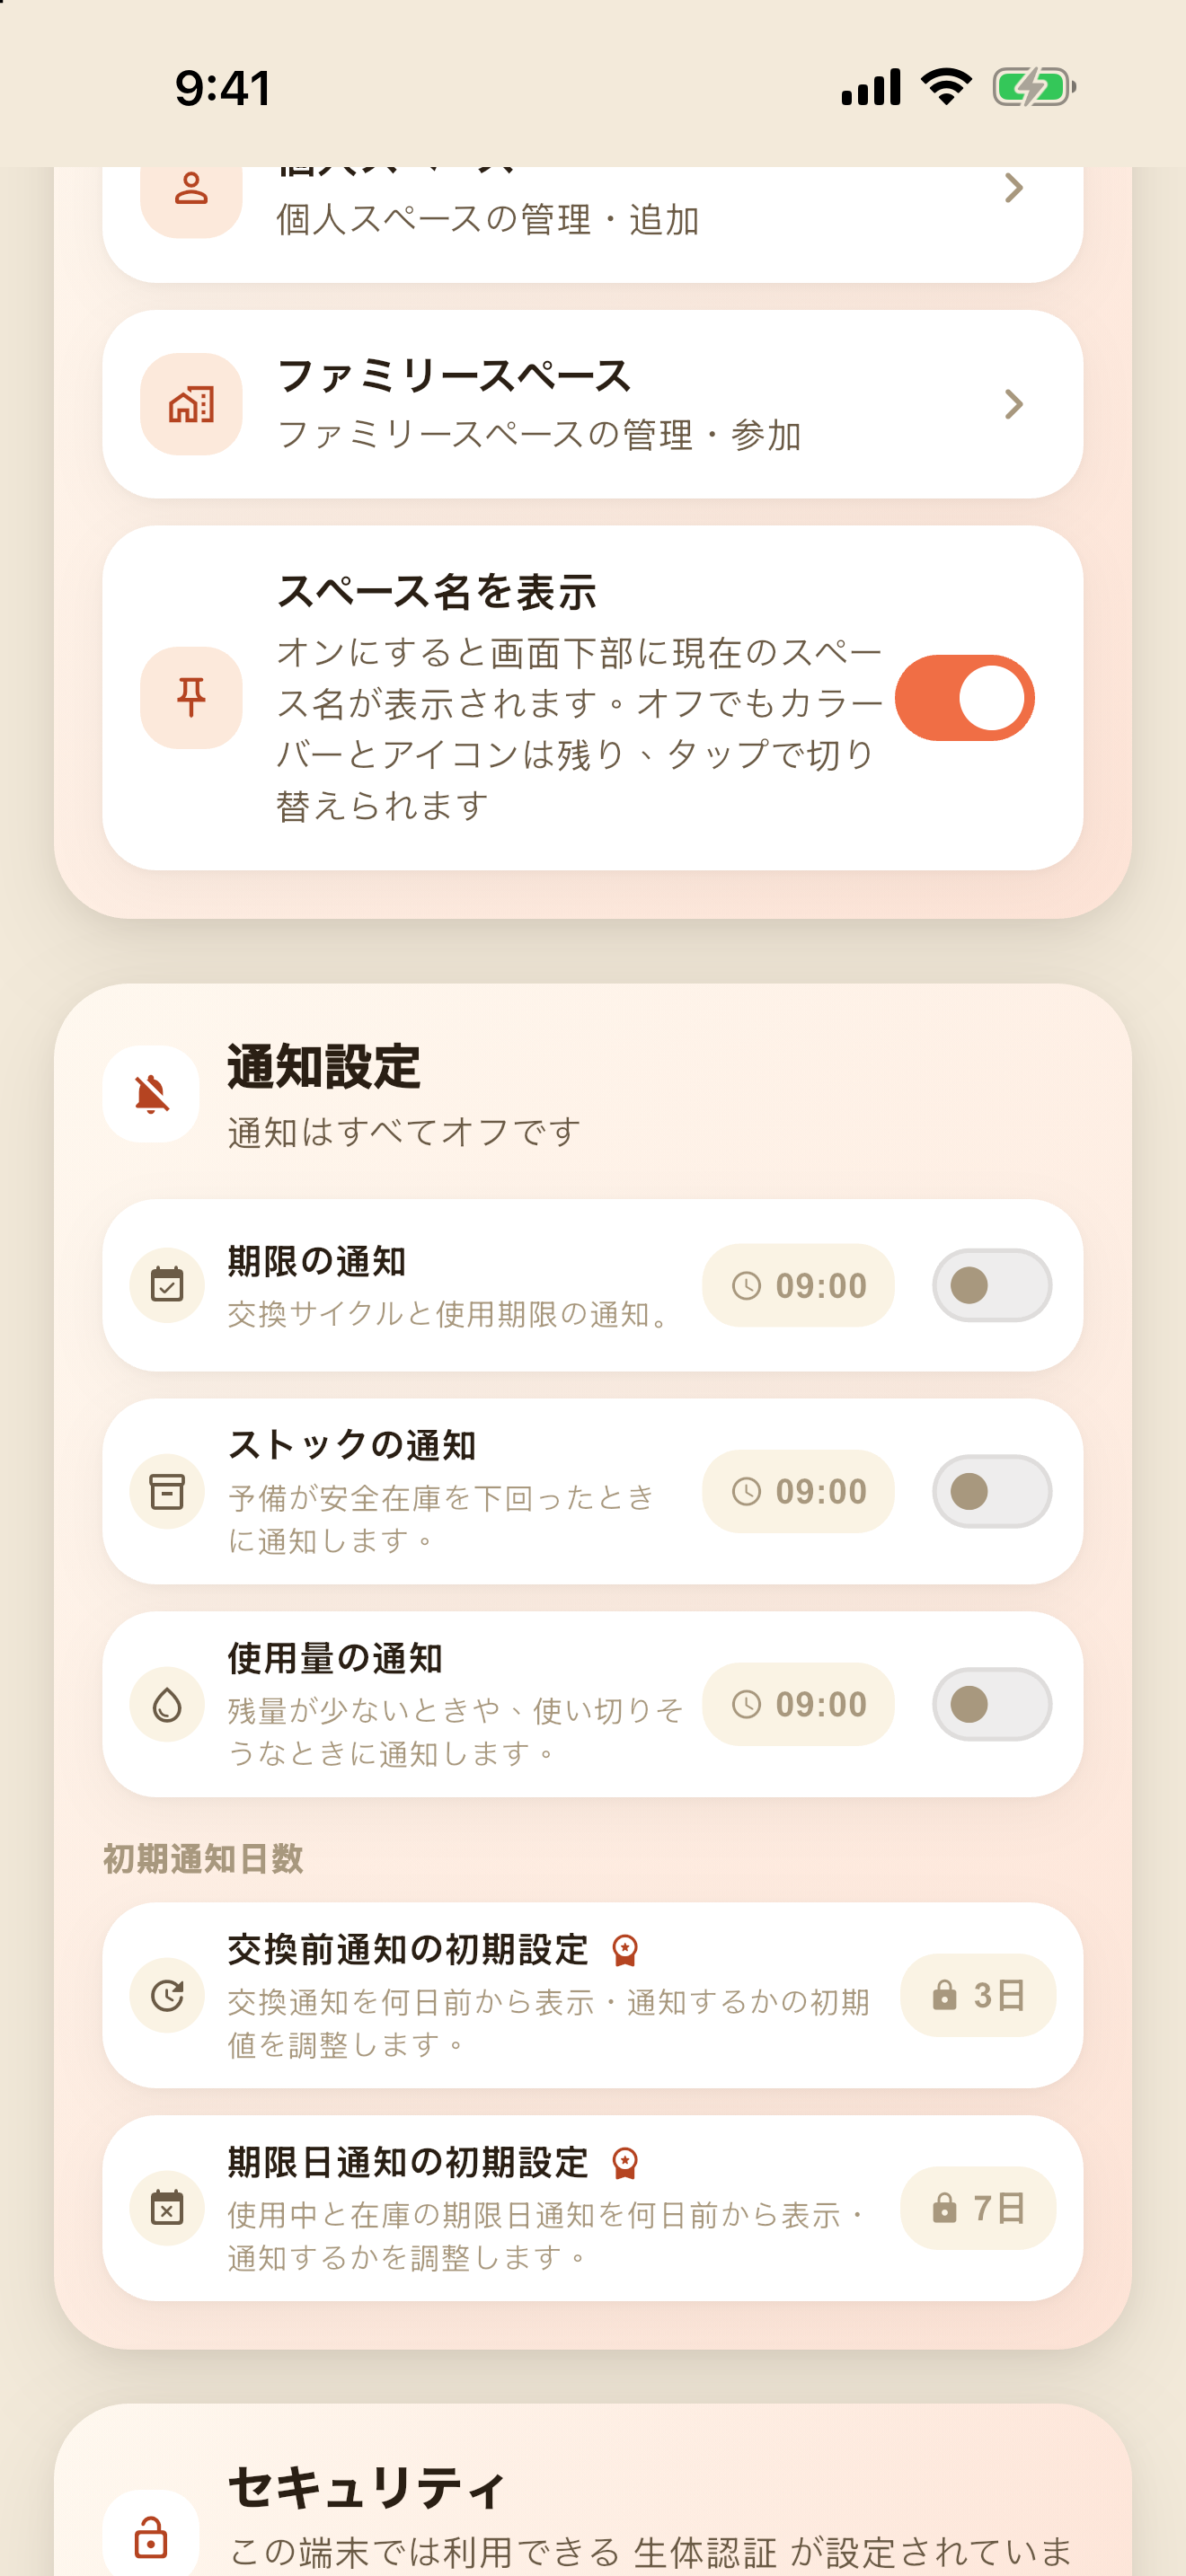 9:41
個人スペース
個人スペースの管理・追加
ファミリースペース
ファミリースペースの管理・参加
スペース名を表示
オンにすると画面下部に現在のスペー
ス名が表示されます。オフでもカラー
バーとアイコンは残り、タップで切り
替えられます
通知設定
通知はすべてオフです
期限の通知
交換サイクルと使用期限の通知。
09:00
ストックの通知
予備が安全在庫を下回ったとき
に通知します。
09:00
使用量の通知
残量が少ないときや、使い切りそ
うなときに通知します。
09:00
初期通知日数
交換前通知の初期設定
交換通知を何日前から表示・通知するかの初期
値を調整します。
3日
期限日通知の初期設定
使用中と在庫の期限日通知を何日前から表示・
通知するかを調整します。
7日
セキュリティ
この端末では利用できる 生体認証 が設定されていま